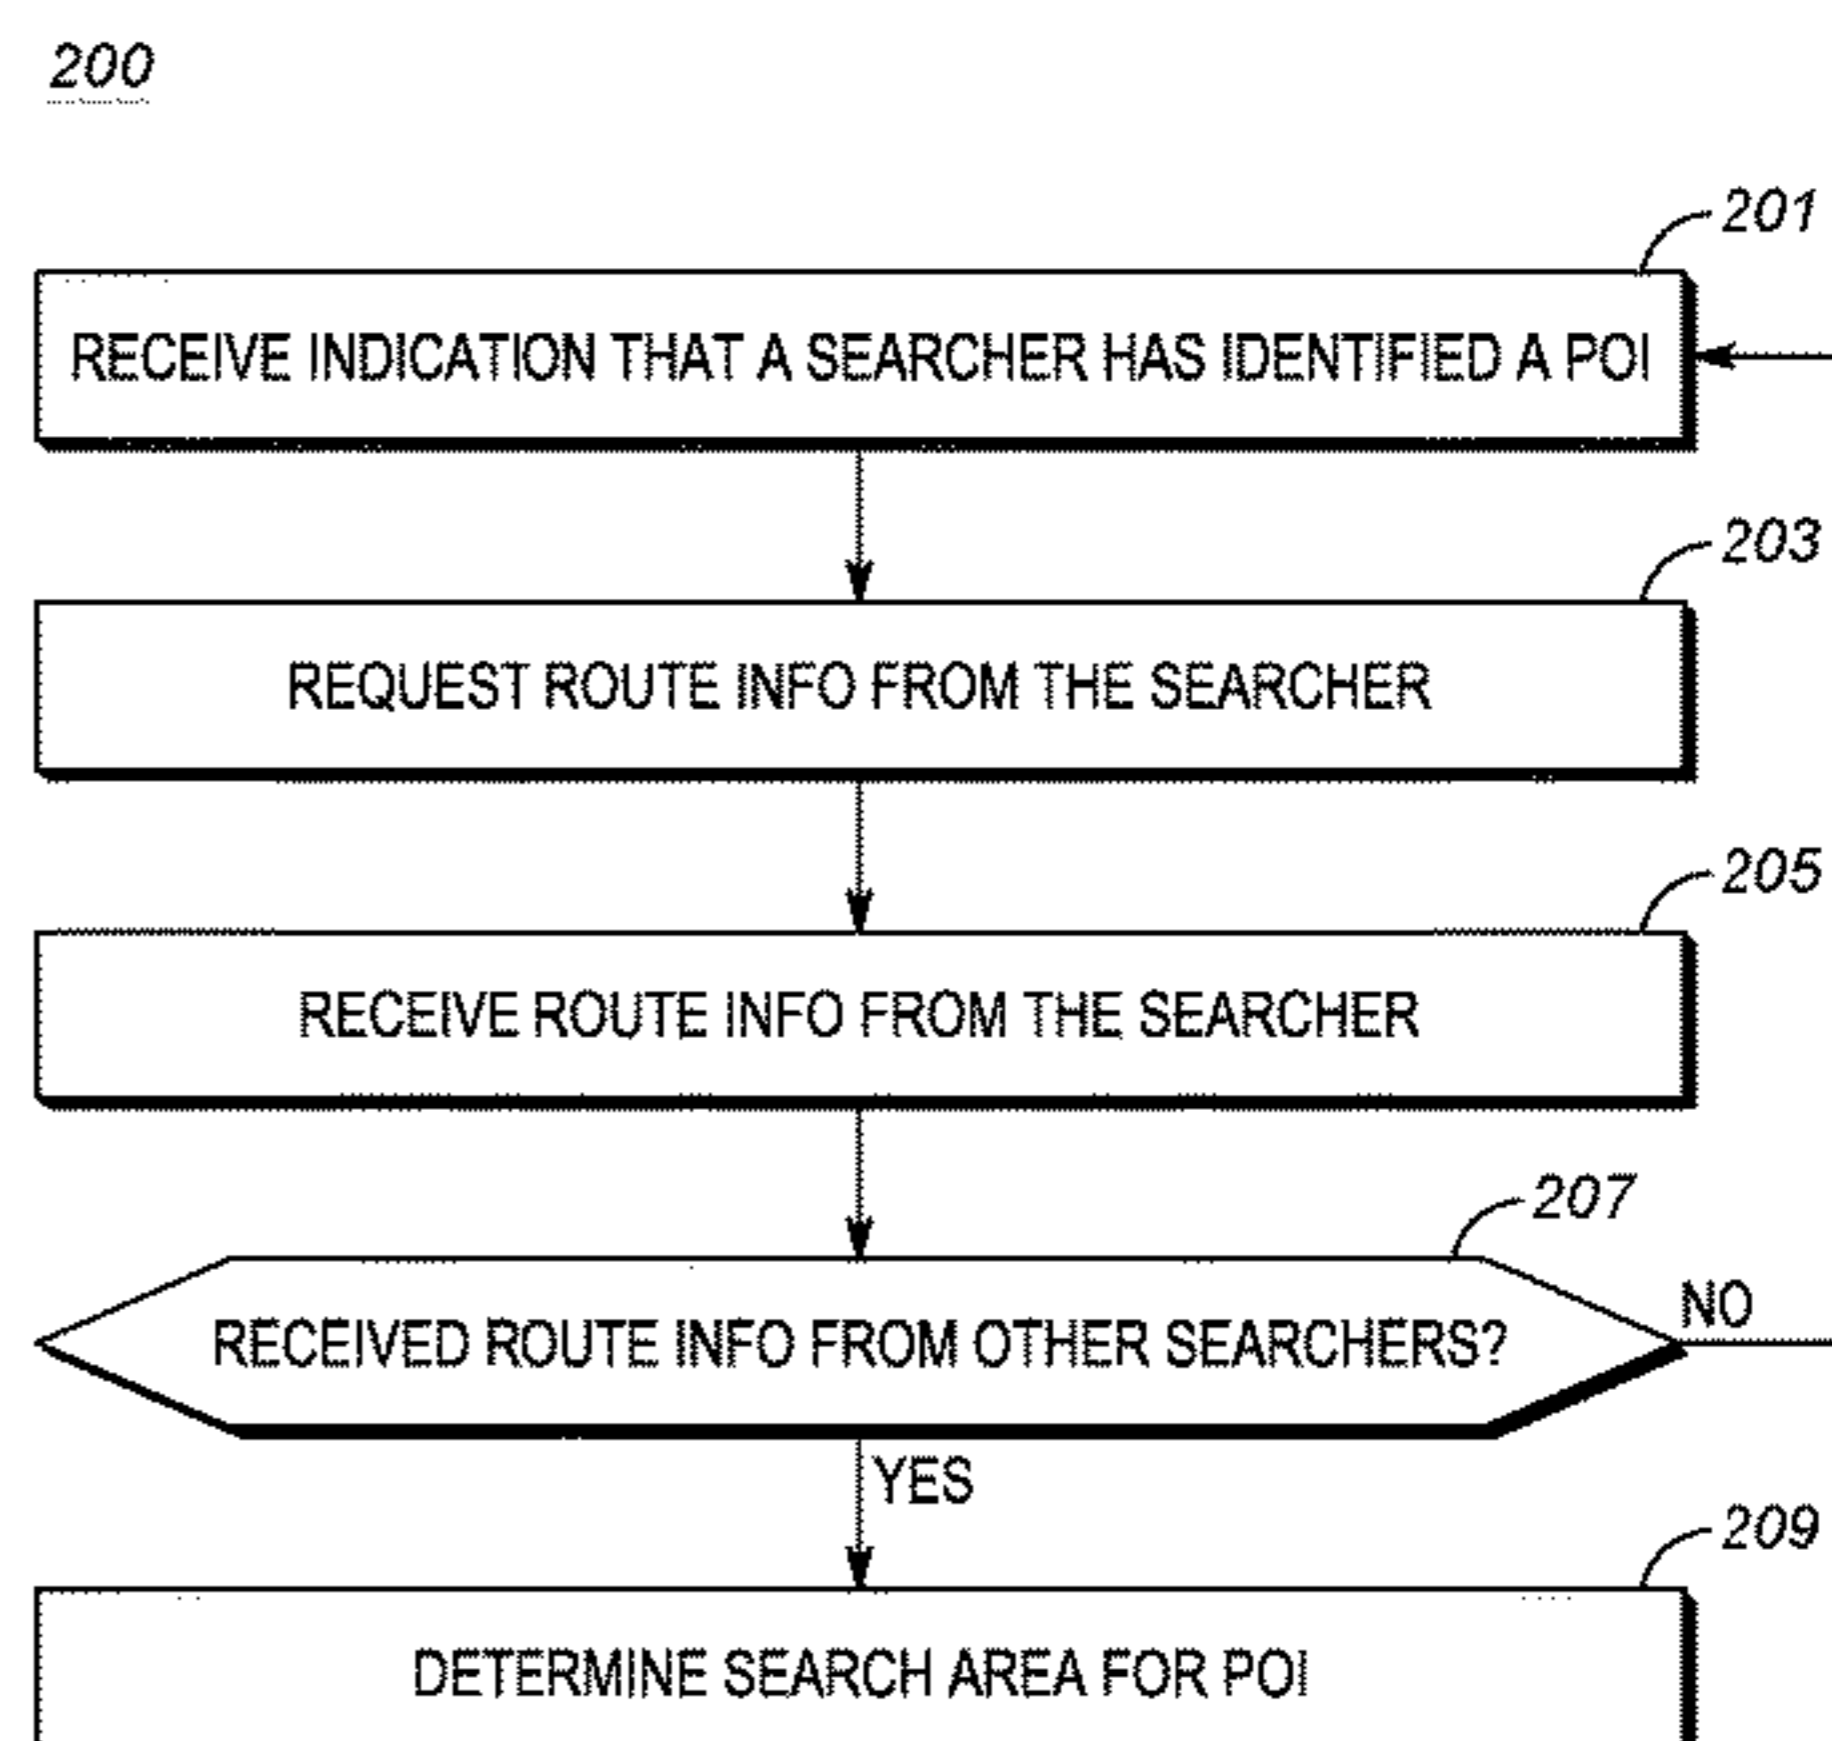 200
201
RECEIVE INDICATION THAT A SEARCHER HAS IDENTIFIED A POI
203
REQUEST ROUTE INFO FROM THE SEARCHER
205
RECEIVE ROUTE INFO FROM THE SEARCHER
207
RECEIVED ROUTE INFO FROM OTHER SEARCHERS?
NO
YES
209
DETERMINE SEARCH AREA FOR POI